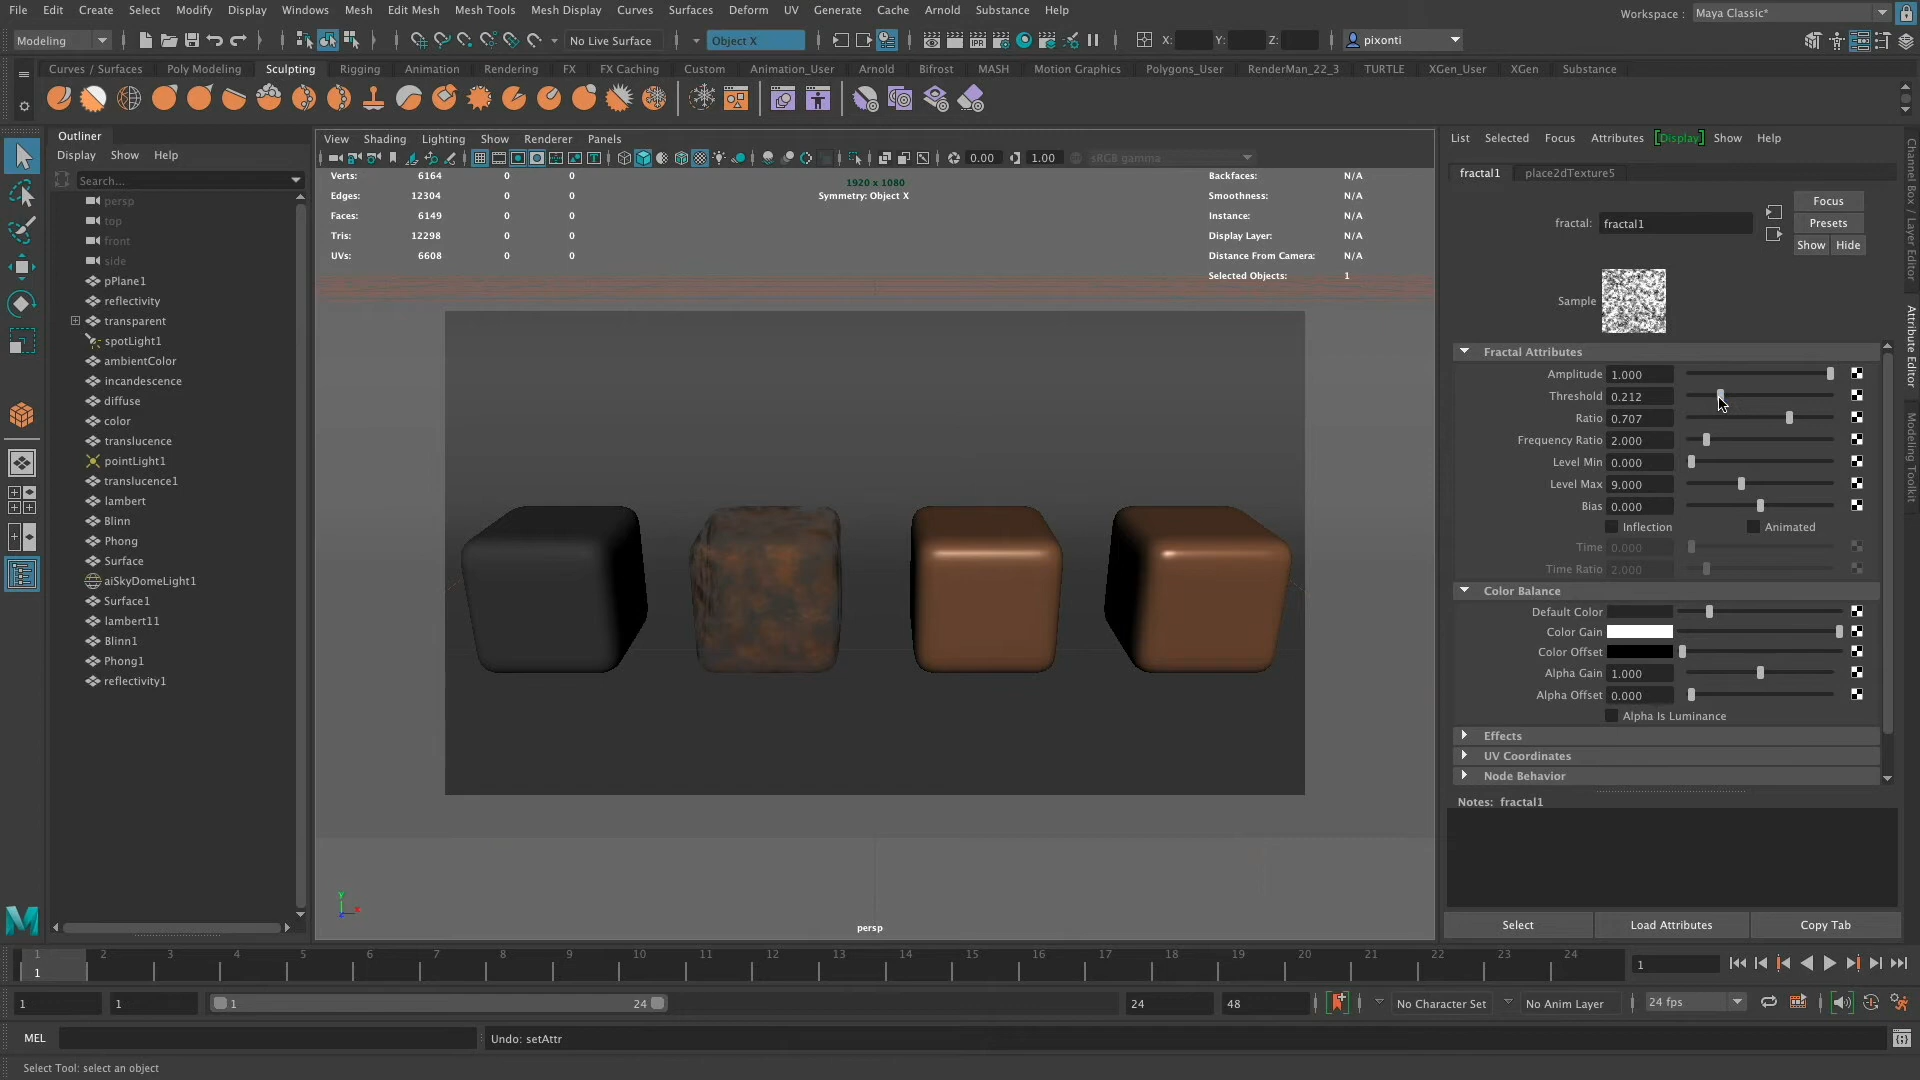 File Edit Create Select Modify Display Windows Mesh Edit Mesh Mesh Tools Mesh Display Curves Surfaces Deform UV Generate Cache Arnold Substance Help
Workspace : Maya Classic*
Modeling No Live Surface Object X X: Y: Z: pixonti
Curves / Surfaces Poly Modeling Sculpting Rigging Animation Rendering FX FX Caching Custom Animation_User Arnold Bifrost MASH Motion Graphics Polygons_User RenderMan_22_3 TURTLE XGen_User XGen Substance
IPR
Outliner
Display Show Help
Search...
persp
top
front
side
pPlane1
reflectivity
transparent
spotLight1
ambientColor
incandescence
diffuse
color
translucence
pointLight1
translucence1
lambert
Blinn
Phong
Surface
aiSkyDomeLight1
Surface1
lambert11
Blinn1
Phong1
reflectivity1
View Shading Lighting Show Renderer Panels
0.00 1.00 sRGB gamma
Verts: 6164 0 0
Edges: 12304 0 0
Faces: 6149 0 0
Tris: 12298 0 0
UVs: 6608 0 0
1920 x 1080
Symmetry: Object X
Backfaces: N/A
Smoothness: N/A
Instance: N/A
Display Layer: N/A
Distance From Camera: N/A
Selected Objects: 1
y
x
persp
List Selected Focus Attributes [Display] Show Help
fractal1 place2dTexture5
fractal: fractal1
Focus
Presets
Show Hide
Sample
Fractal Attributes
Amplitude 1.000
Threshold 0.212
Ratio 0.707
Frequency Ratio 2.000
Level Min 0.000
Level Max 9.000
Bias 0.000
Inflection Animated
Time 0.000
Time Ratio 2.000
Color Balance
Default Color
Color Gain
Color Offset
Alpha Gain 1.000
Alpha Offset 0.000
Alpha Is Luminance
Effects
UV Coordinates
Node Behavior
Notes: fractal1
Select Load Attributes Copy Tab
Channel Box / Layer Editor
Attribute Editor
Modeling Toolkit
1 2 3 4 5 6 7 8 9 10 11 12 13 14 15 16 17 18 19 20 21 22 23 24
1 1
1 1 1 24 24 48 No Character Set No Anim Layer 24 fps
MEL Undo: setAttr
Select Tool: select an object